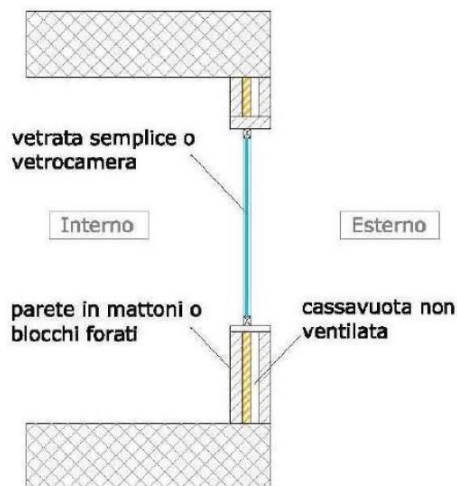 vetrata semplice o
vetrocamera
Interno
Esterno
parete in mattoni o
blocchi forati
cassavuota non
ventilata